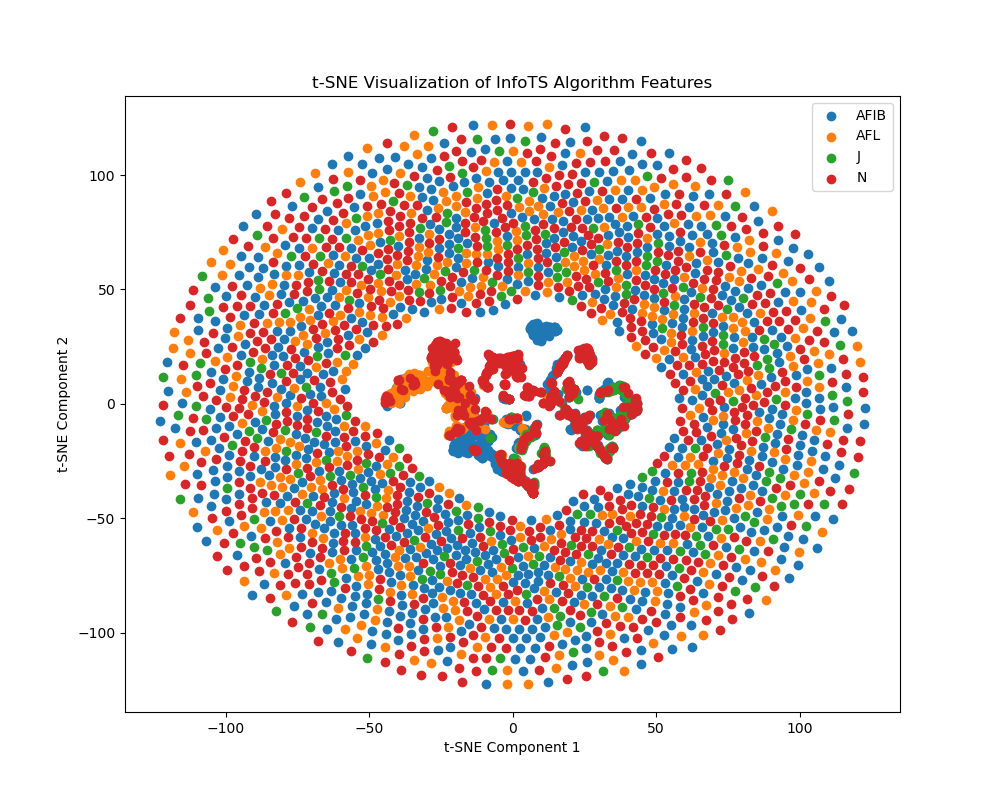 t-SNE Visualization of InfoTS Algorithm Features
AFIB
AFL
J
N
100
50
0
−50
−100
t-SNE Component 2
−100
−50
0
50
100
t-SNE Component 1